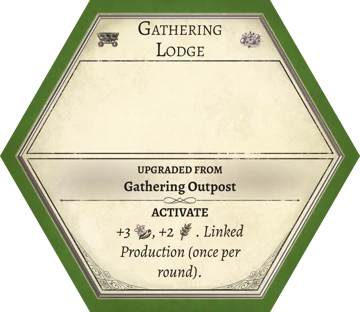 GATHERING
LODGE
UPGRADED FROM
Gathering Outpost
ACTIVATE
+3 , +2 . Linked
Production (once per
round).